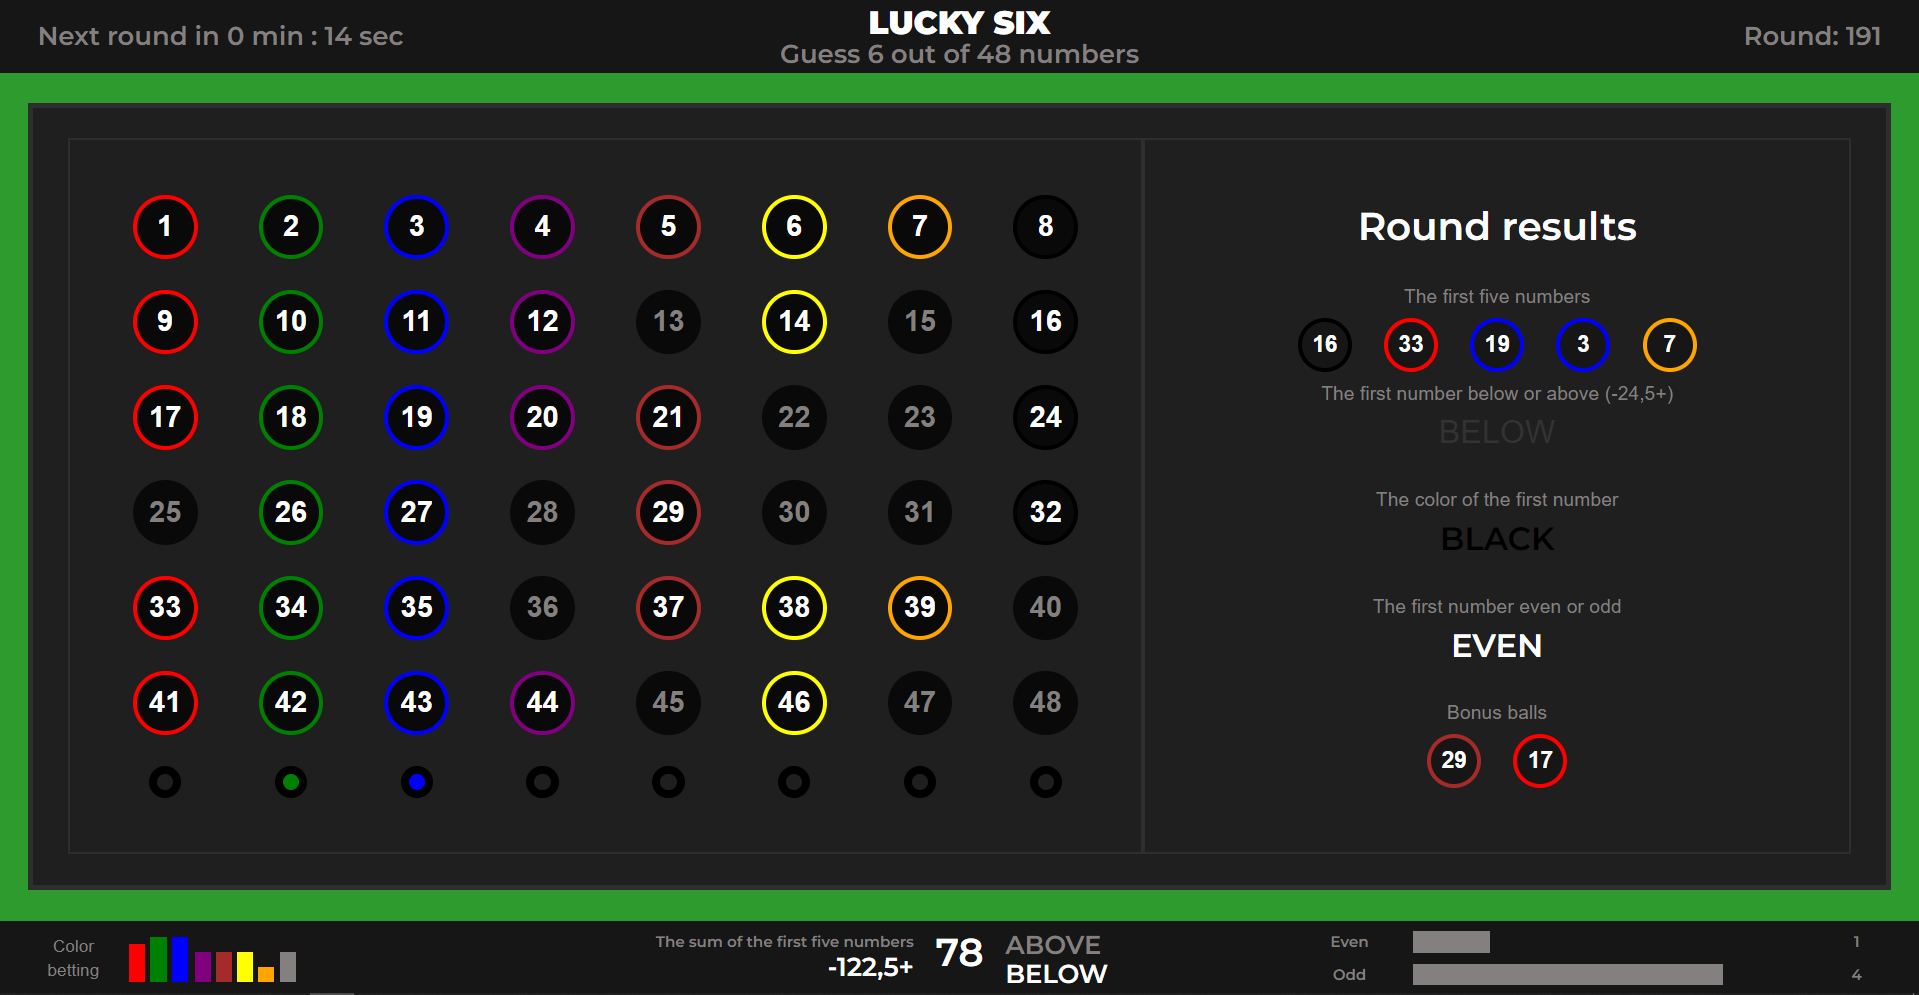 Next round in 0 min : 14 sec
LUCKY SIX
Guess 6 out of 48 numbers
Round: 191
1 2 3 4 5 6 7 8
9 10 11 12 13 14 15 16
17 18 19 20 21 22 23 24
25 26 27 28 29 30 31 32
33 34 35 36 37 38 39 40
41 42 43 44 45 46 47 48
Round results
The first five numbers
16 33 19 3 7
The first number below or above (-24,5+)
BELOW
The color of the first number
BLACK
The first number even or odd
EVEN
Bonus balls
29 17
Color
betting
The sum of the first five numbers
-122,5+
78
ABOVE
BELOW
Even 1
Odd 4